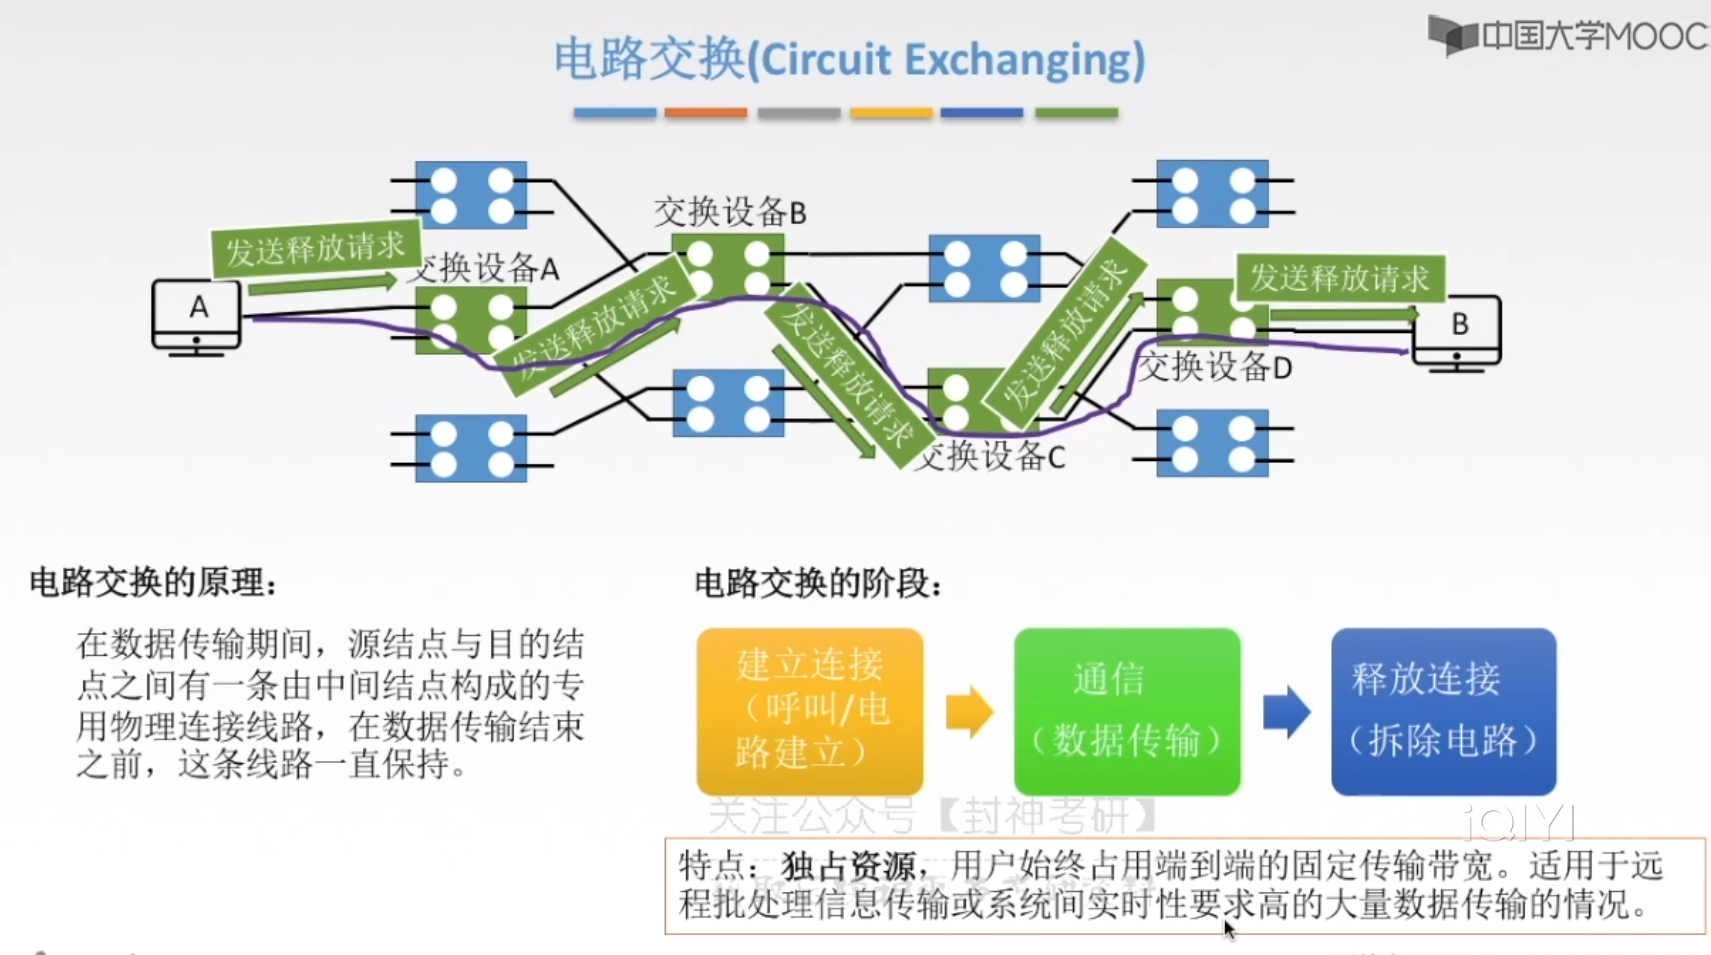 中国大学MOOC
电路交换(Circuit Exchanging)
交换设备B
发送释放请求
交换设备A
发送释放请求
发送释放请求
发送释放请求
发送释放请求
A
B
交换设备D
交换设备C
电路交换的原理：
在数据传输期间，源结点与目的结
点之间有一条由中间结点构成的专
用物理连接线路，在数据传输结束
之前，这条线路一直保持。
电路交换的阶段：
建立连接
（呼叫/电
路建立）
通信
（数据传输）
释放连接
（拆除电路）
关注公众号【封神考研】
iQIYI
特点：独占资源，用户始终占用端到端的固定传输带宽。适用于远
程批处理信息传输或系统间实时性要求高的大量数据传输的情况。